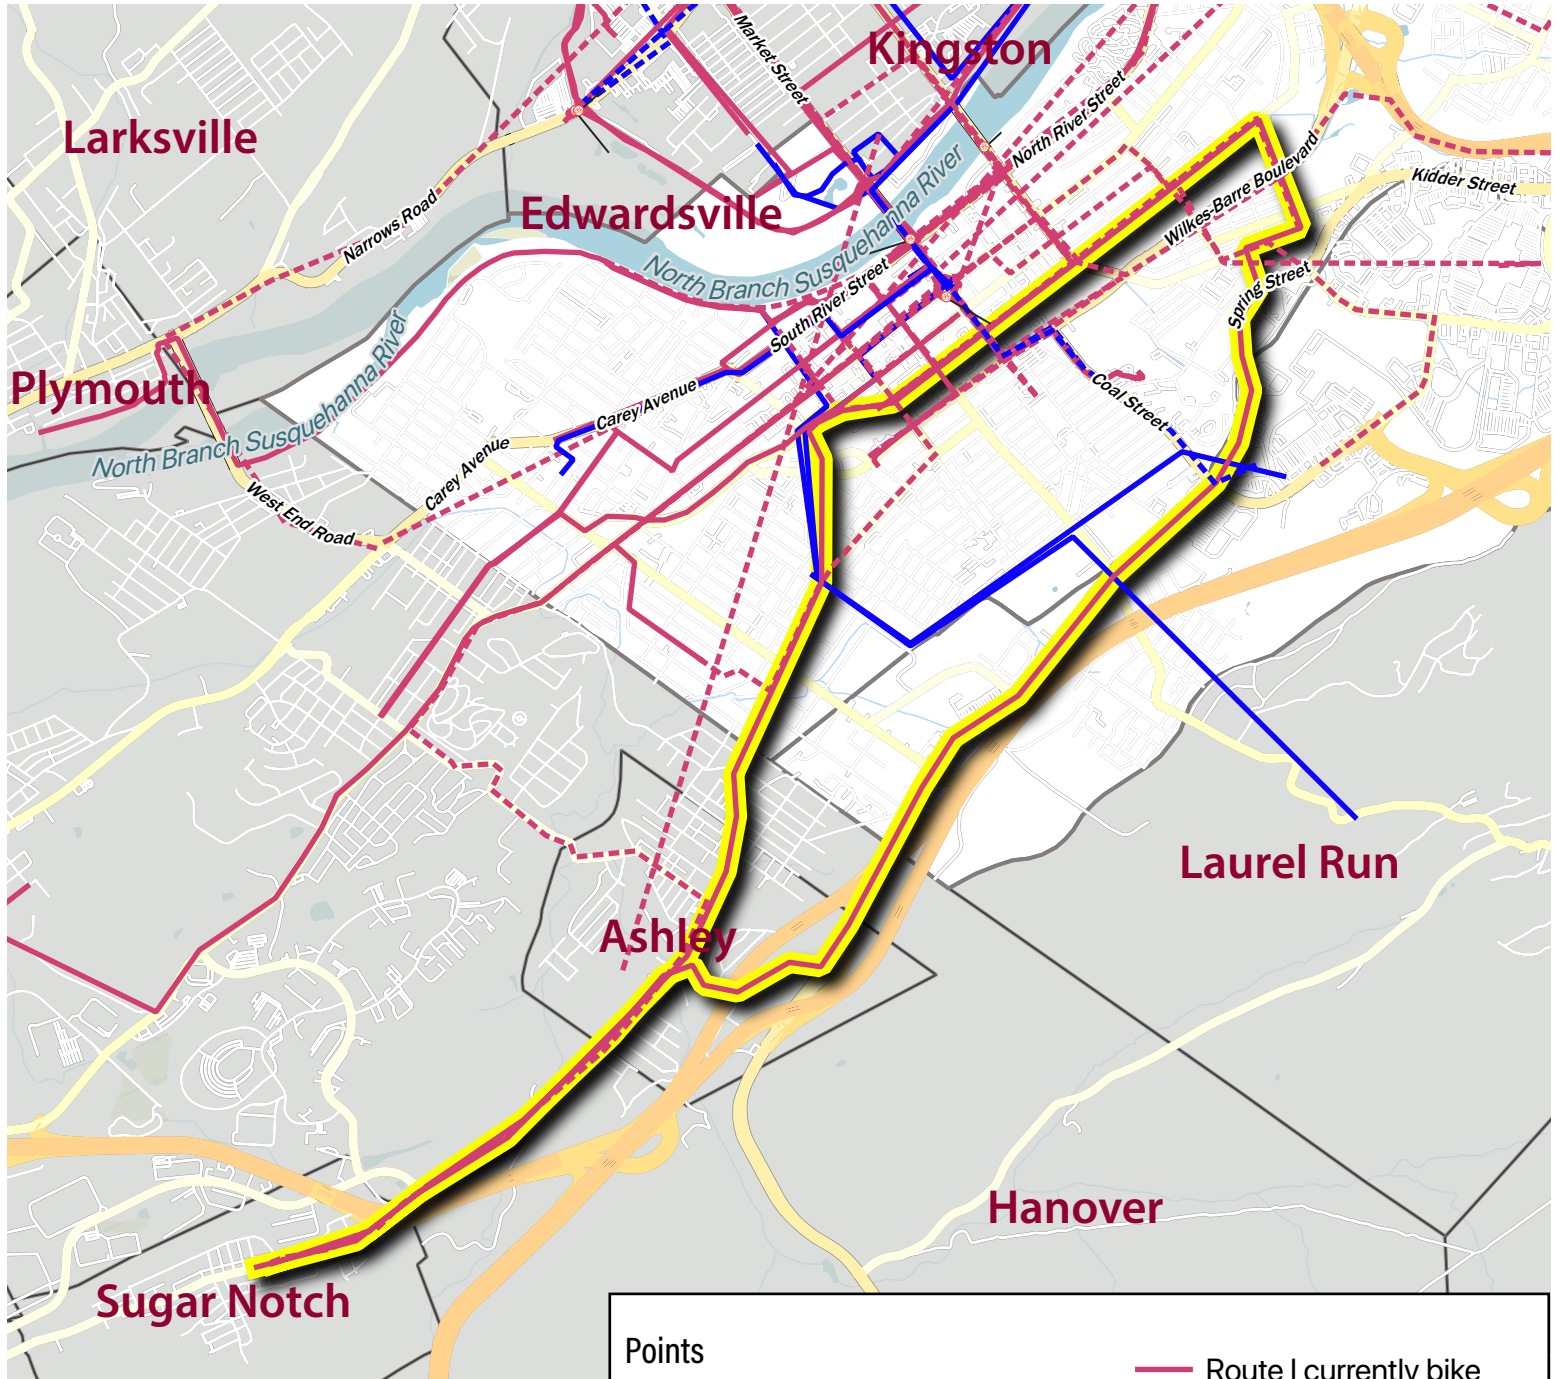 Market Street
Kingston
Larksville
North River Street
Wilkes-Barre Boulevard
Kidder Street
Edwardsville
Narrows Road
North Branch Susquehanna River
South River Street
Spring Street
Plymouth
North Branch Susquehanna River
Carey Avenue
Coal Street
Carey Avenue
West End Road
Laurel Run
Ashley
Hanover
Sugar Notch
Points
Route I currently bike